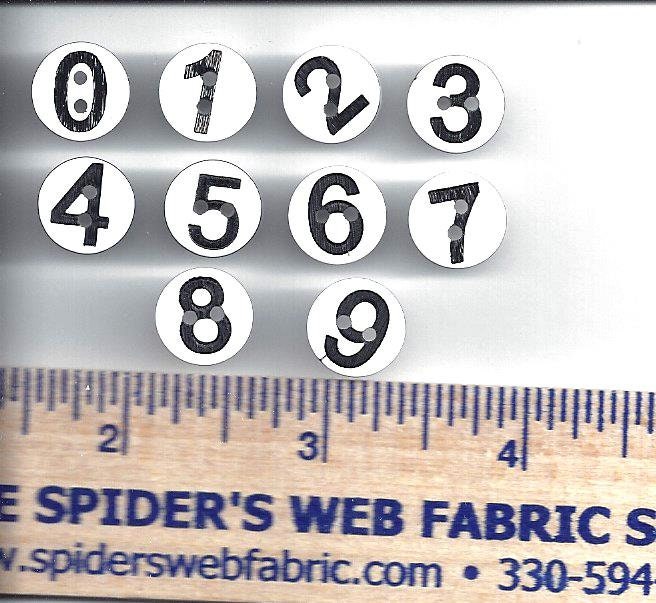 0 1 2 3
4 5 6 7
8 9
2 3 4
E SPIDER'S WEB FABRIC S
w.spiderswebfabric.com • 330-594-